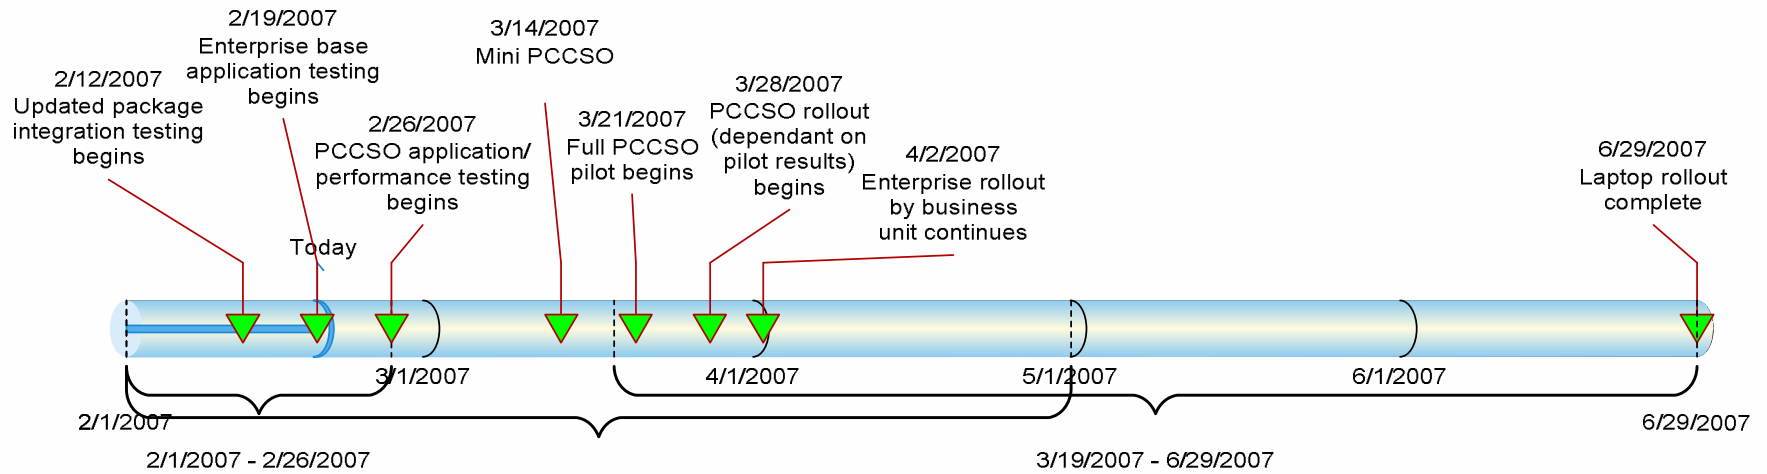 2/12/2007
Updated package
integration testing
begins
2/19/2007
Enterprise base
application testing
begins
2/26/2007
PCCSO application/
performance testing
begins
3/14/2007
Mini PCCSO
3/21/2007
Full PCCSO
pilot begins
3/28/2007
PCCSO rollout
(dependant on
pilot results)
begins
4/2/2007
Enterprise rollout
by business
unit continues
6/29/2007
Laptop rollout
complete
Today
3/1/2007
4/1/2007
5/1/2007
6/1/2007
2/1/2007
6/29/2007
2/1/2007 - 2/26/2007
3/19/2007 - 6/29/2007